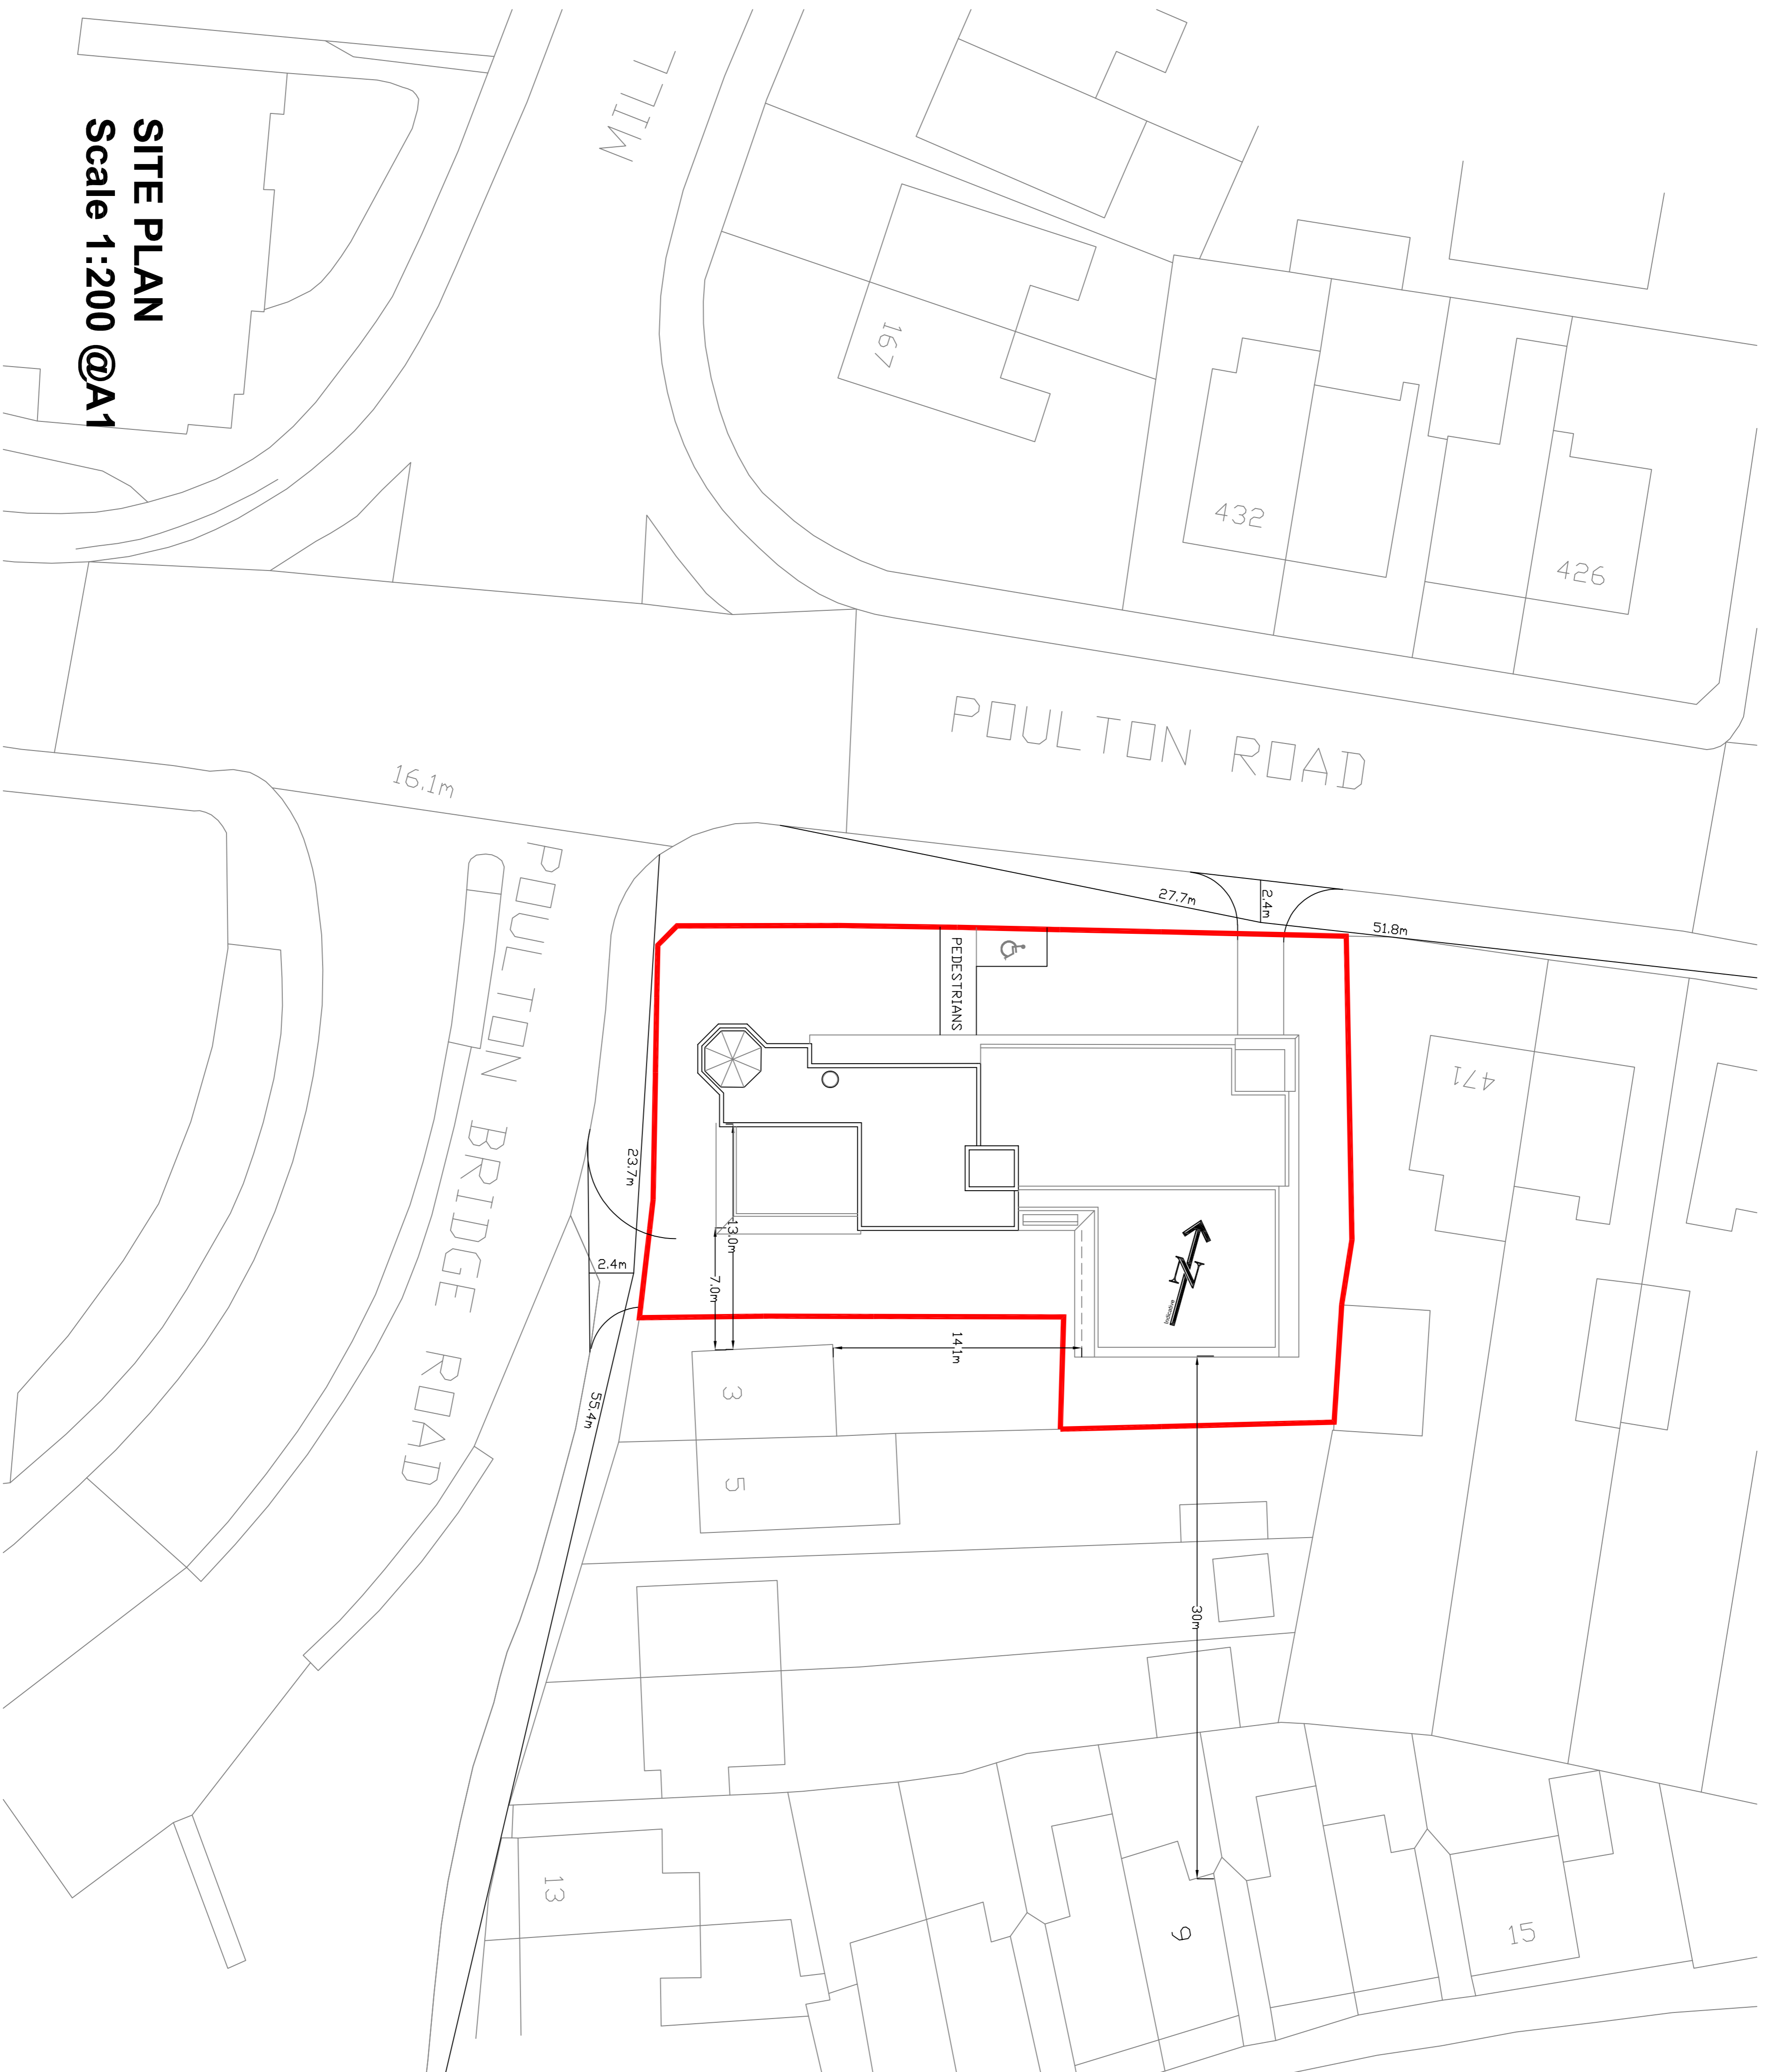 SITE PLAN
Scale 1:200 @A1
MILL
167
432
426
POULTON ROAD
16.1m
POULTON BRIDGE ROAD
27.7m
2.4m
51.8m
PEDESTRIANS
471
23.7m
2.4m
13.0m
7.0m
14.1m
N
Indicative
3
5
55.4m
30m
13
9
15